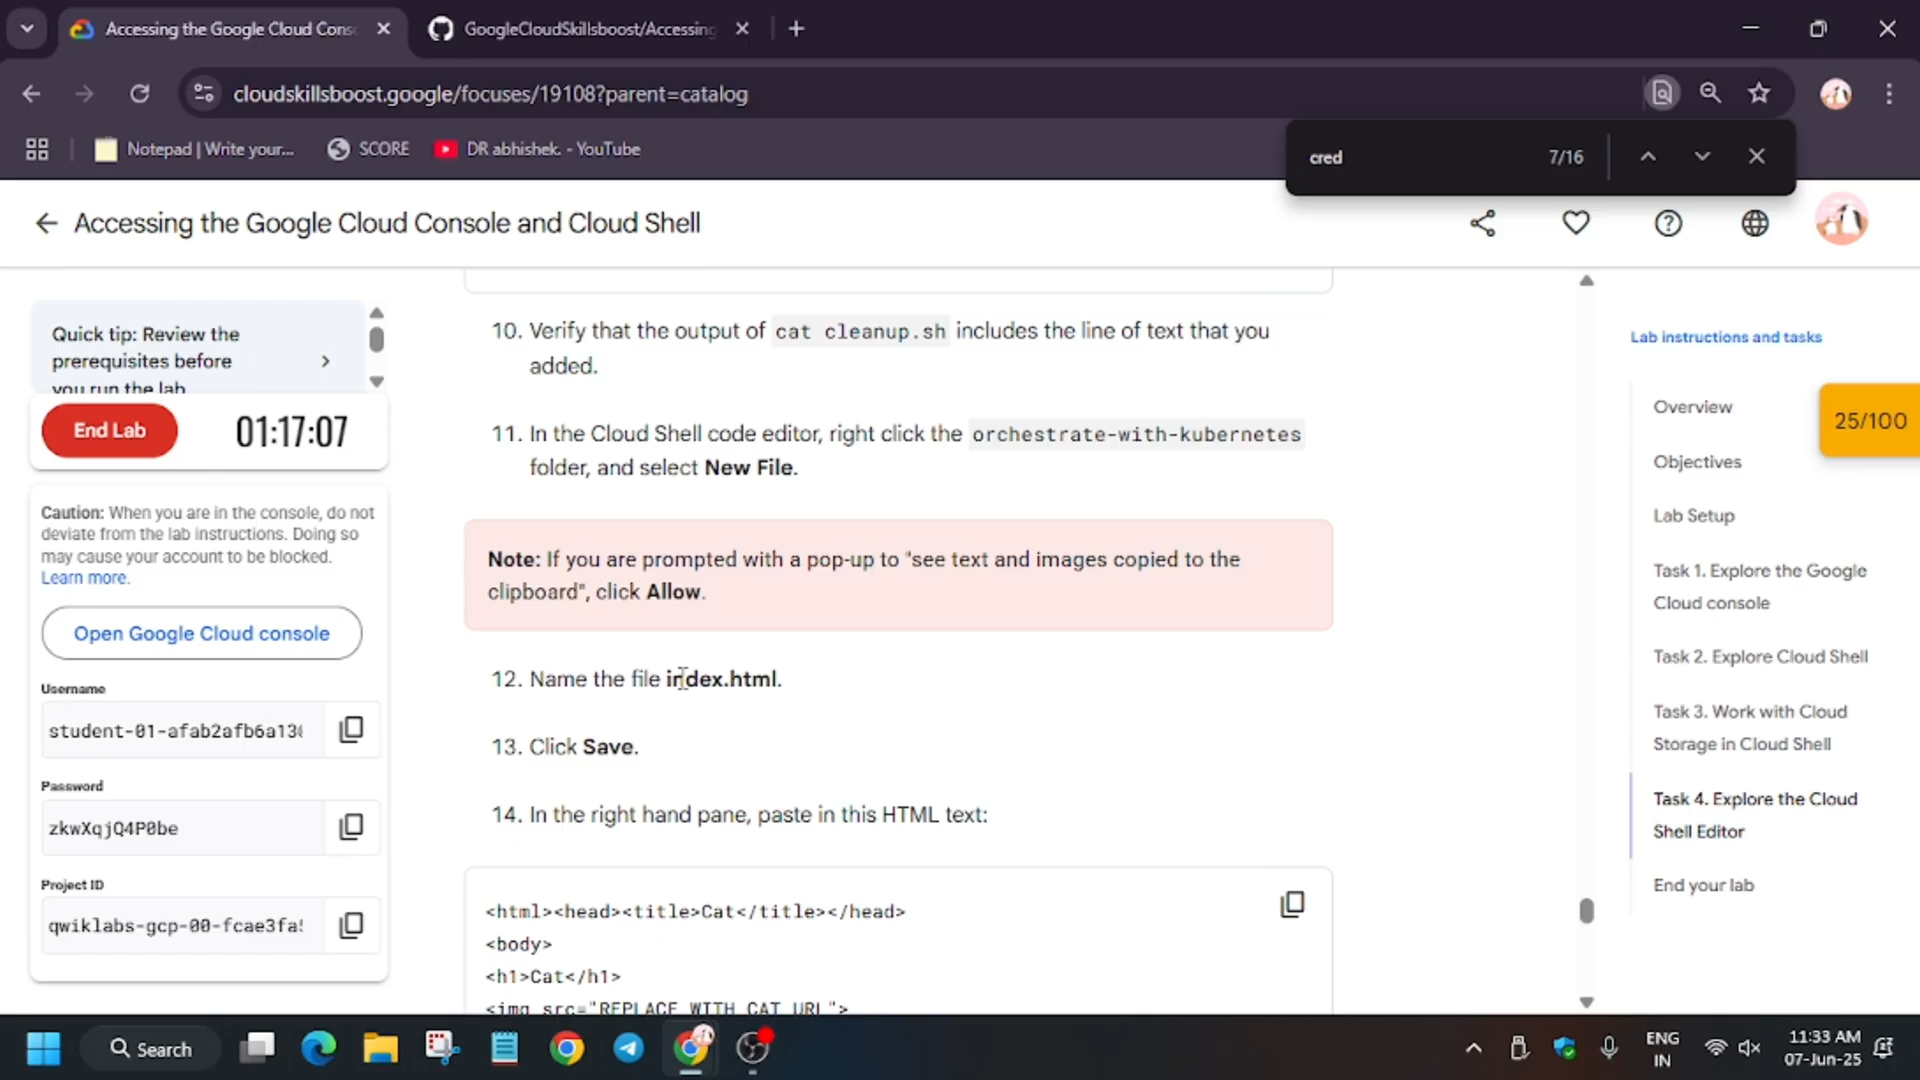 Accessing the Google Cloud Cons
GoogleCloudSkillsboost/Accessing
cloudskillsboost.google/focuses/19108?parent=catalog
Notepad | Write your...
SCORE
DR abhishek. - YouTube
cred
7/16
Accessing the Google Cloud Console and Cloud Shell
Quick tip: Review the
prerequisites before
you run the lab
End Lab
01:17:07
Caution: When you are in the console, do not
deviate from the lab instructions. Doing so
may cause your account to be blocked.
Learn more.
Open Google Cloud console
Username
student-01-afab2afb6a13
Password
zkwXqjQ4P0be
Project ID
qwiklabs-gcp-00-fcae3fa
10. Verify that the output of cat cleanup.sh includes the line of text that you
added.
11. In the Cloud Shell code editor, right click the orchestrate-with-kubernetes
folder, and select New File.
Note: If you are prompted with a pop-up to "see text and images copied to the
clipboard", click Allow.
12. Name the file index.html.
13. Click Save.
14. In the right hand pane, paste in this HTML text:
<html><head><title>Cat</title></head>
<body>
<h1>Cat</h1>
<img src="REPLACE_WITH_CAT_URL">
Lab instructions and tasks
Overview
25/100
Objectives
Lab Setup
Task 1. Explore the Google
Cloud console
Task 2. Explore Cloud Shell
Task 3. Work with Cloud
Storage in Cloud Shell
Task 4. Explore the Cloud
Shell Editor
End your lab
Search
ENG
IN
11:33 AM
07-Jun-25